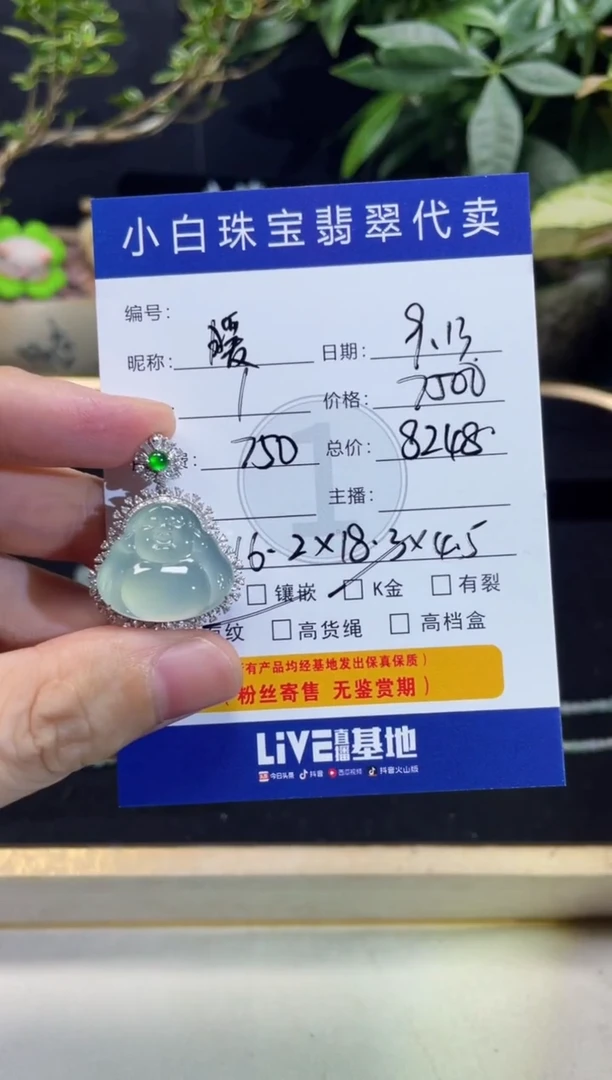 小白珠宝翡翠代卖
编号：
昵称：媛 日期：9.13
1 价格：7500
：750 总价：8248
主播：
16.2×18.3×4.5
□镶嵌 □K金 □有裂
纹 □高货绳 □高档盒
有产品均经基地发出保真保质）
（粉丝寄售 无鉴赏期）
LiVE直播基地
今日头条 抖音 西瓜视频 抖音火山版